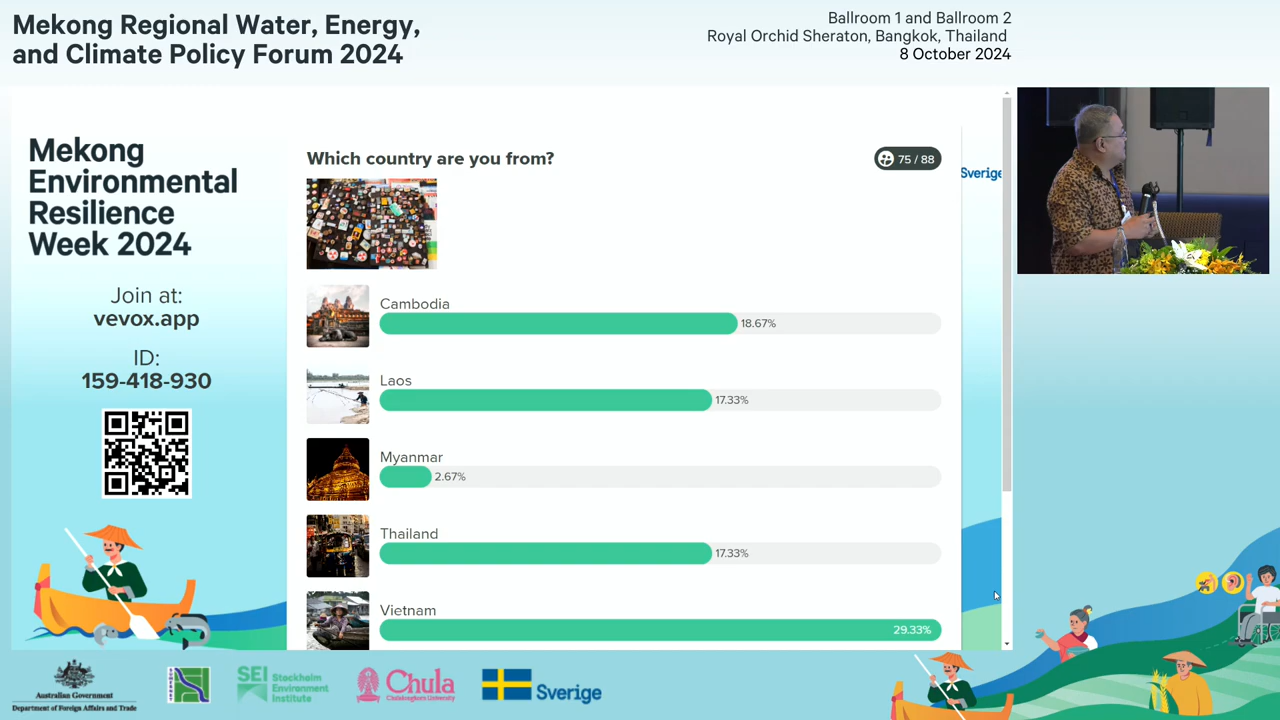 Mekong Regional Water, Energy,
and Climate Policy Forum 2024
Ballroom 1 and Ballroom 2
Royal Orchid Sheraton, Bangkok, Thailand
8 October 2024
Mekong
Environmental
Resilience
Week 2024
Join at:
vevox.app
ID:
159-418-930
Which country are you from?
75 / 88
Sverige
Cambodia
18.67%
Laos
17.33%
Myanmar
2.67%
Thailand
17.33%
Vietnam
29.33%
Australian Government
Department of Foreign Affairs and Trade
SUMERNET
SEI Stockholm
Environment
Institute
Chula
Chulalongkorn University
Sverige